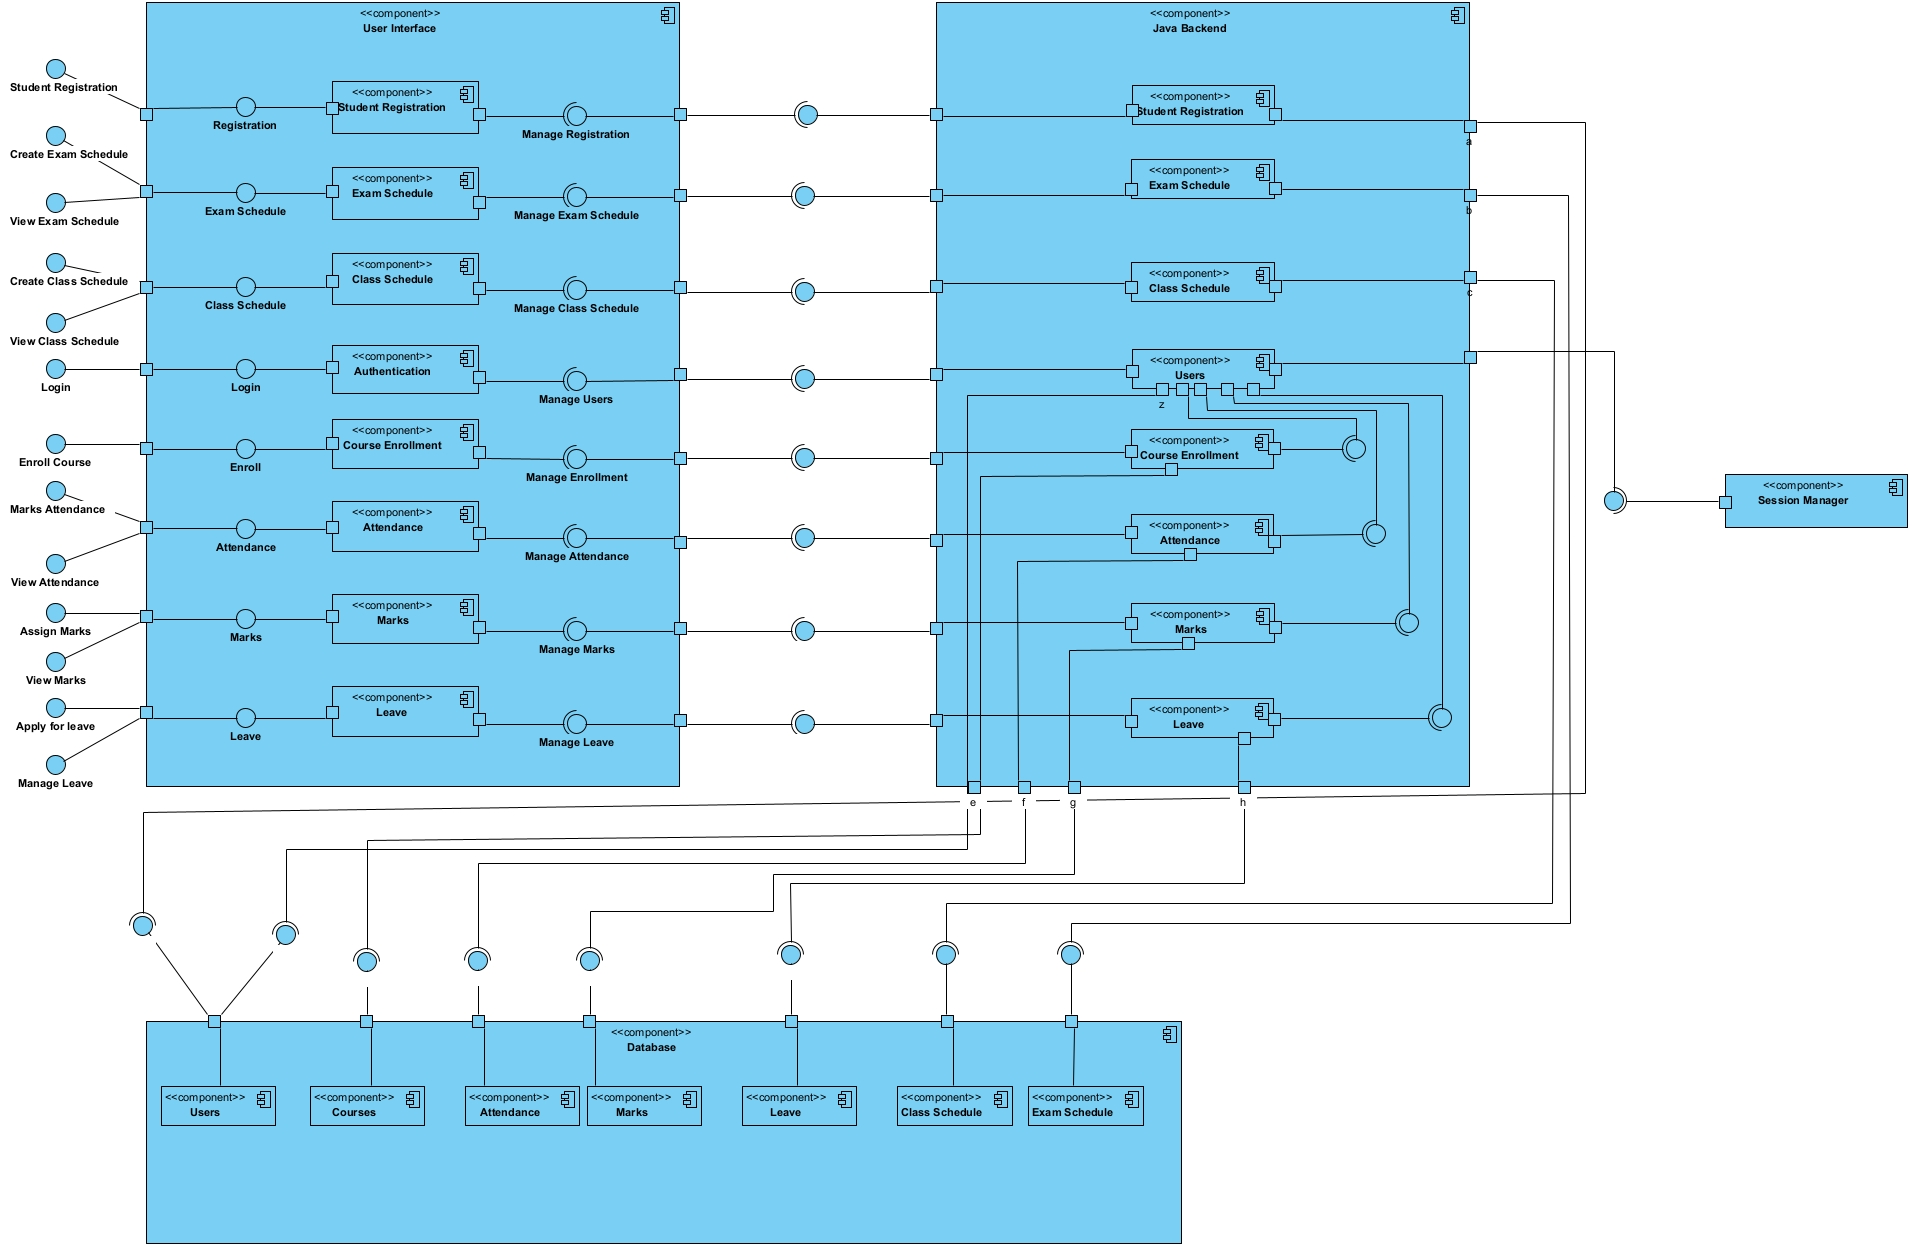 <<component>>
User Interface
Student Registration
Create Exam Schedule
View Exam Schedule
Create Class Schedule
View Class Schedule
Login
Enroll Course
Marks Attendance
View Attendance
Assign Marks
View Marks
Apply for leave
Manage Leave
Registration
<<component>>
Student Registration
Manage Registration
Exam Schedule
<<component>>
Exam Schedule
Manage Exam Schedule
Class Schedule
<<component>>
Class Schedule
Manage Class Schedule
Login
<<component>>
Authentication
Manage Users
Enroll
<<component>>
Course Enrollment
Manage Enrollment
Attendance
<<component>>
Attendance
Manage Attendance
Marks
<<component>>
Marks
Manage Marks
Leave
<<component>>
Leave
Manage Leave
<<component>>
Java Backend
<<component>>
Student Registration
a
<<component>>
Exam Schedule
b
<<component>>
Class Schedule
c
<<component>>
Users
z
<<component>>
Course Enrollment
<<component>>
Attendance
<<component>>
Marks
<<component>>
Leave
e
f
g
h
<<component>>
Session Manager
<<component>>
Database
<<component>>
Users
<<component>>
Courses
<<component>>
Attendance
<<component>>
Marks
<<component>>
Leave
<<component>>
Class Schedule
<<component>>
Exam Schedule